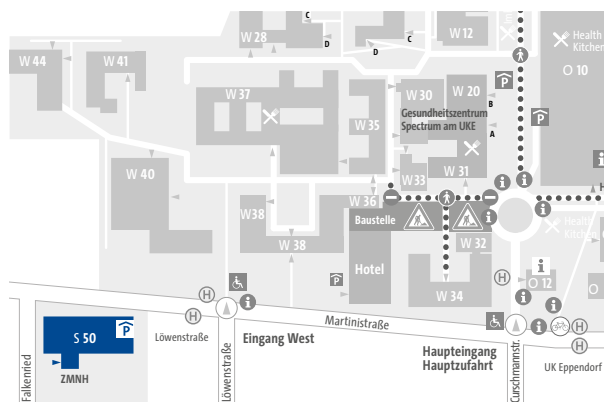 C
D
W 28
W 12
C
D
Health
Kitchen
O 10
W 44
W 41
W 37
W 30
W 20
B
Gesundheitszentrum
Spectrum am UKE
A
W 35
W 40
W 33
W 31
H
W 36
W 38
W 38
Baustelle
W 32
Health
Kitchen
Hotel
W 34
H
O 12
O
H
Martinistraße
H
H
S 50
Löwenstraße
Eingang West
Haupteingang
Hauptzufahrt
ZMNH
Falkenried
Löwenstraße
Curschmannstr.
UK Eppendorf